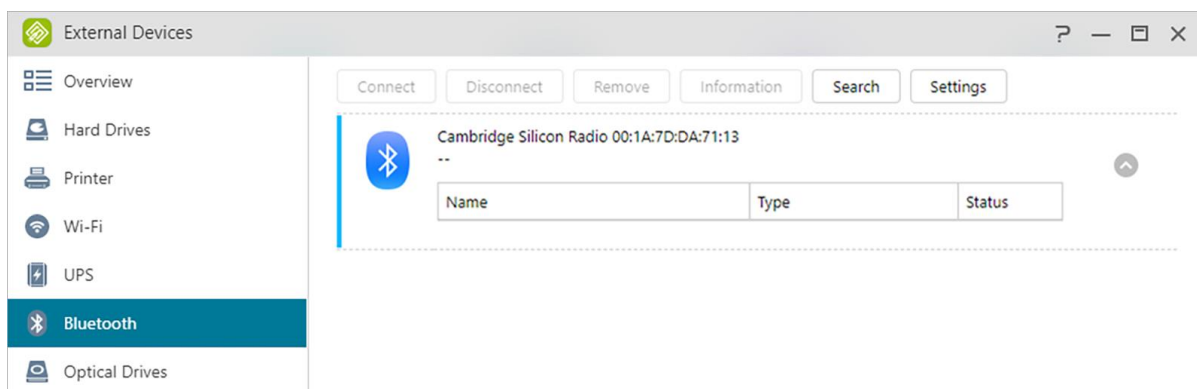 External Devices
Overview
Hard Drives
Printer
Wi-Fi
UPS
Bluetooth
Optical Drives
Connect Disconnect Remove Information Search Settings
Cambridge Silicon Radio 00:1A:7D:DA:71:13
--
Name Type Status